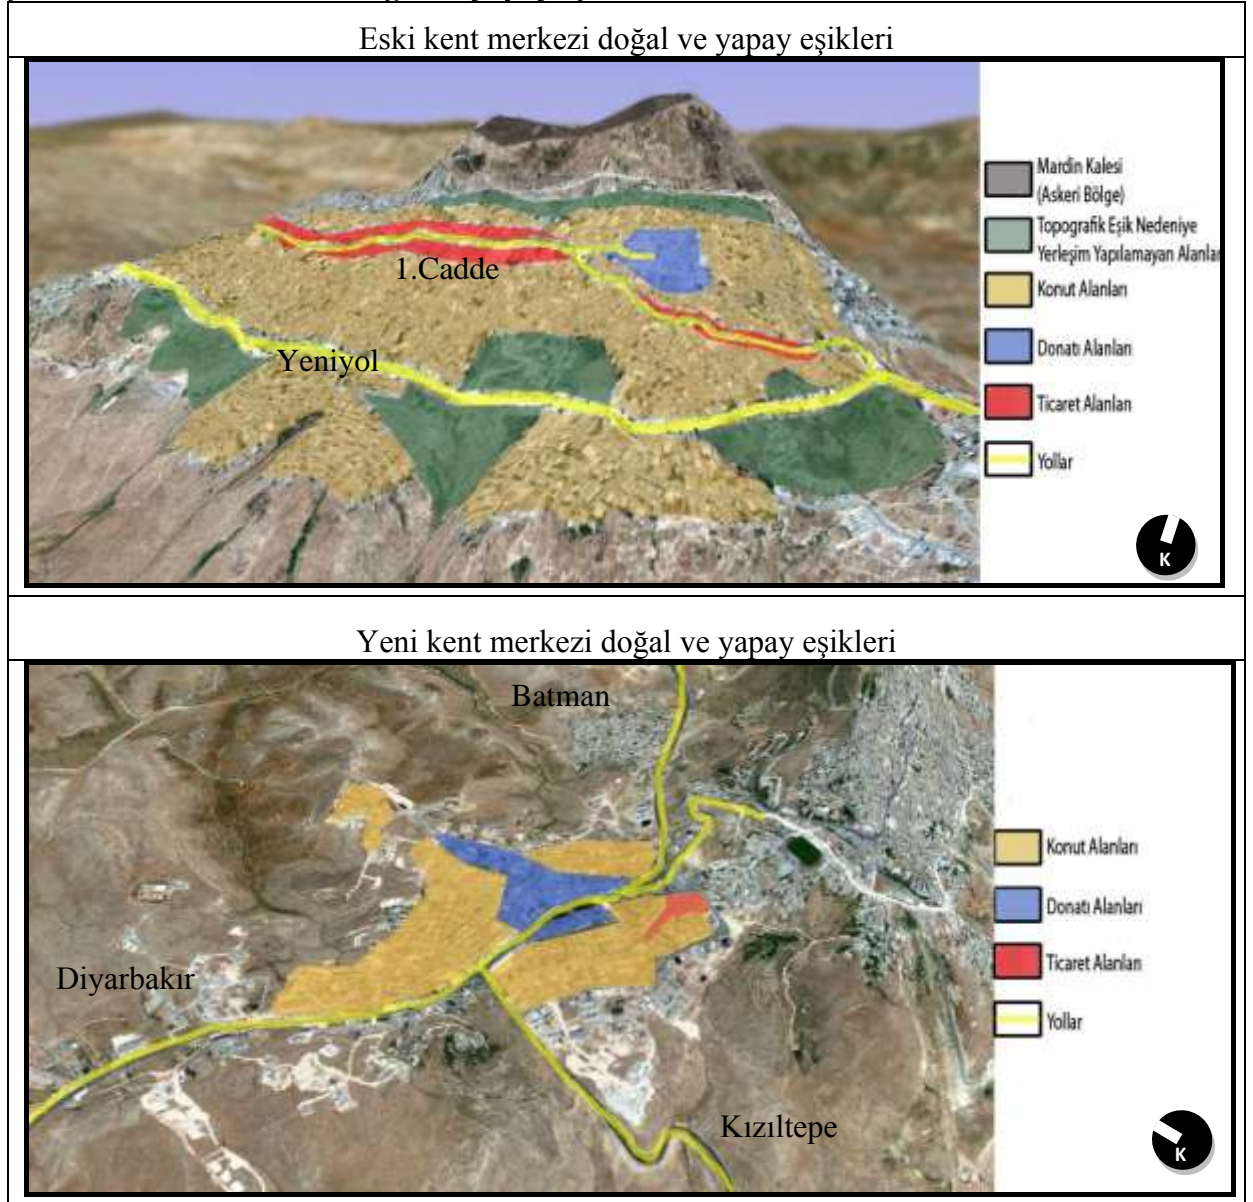 Eski kent merkezi doğal ve yapay eşikleri
Mardin Kalesi
(Askeri Bölge)
Topografik Eşik Nedeniye
Yerleşim Yapılamayan Alanlar
Konut Alanları
Donatı Alanları
Ticaret Alanları
Yollar
1.Cadde
Yeniyol
K
Yeni kent merkezi doğal ve yapay eşikleri
Batman
Diyarbakır
Kızıltepe
Konut Alanları
Donatı Alanları
Ticaret Alanları
Yollar
K